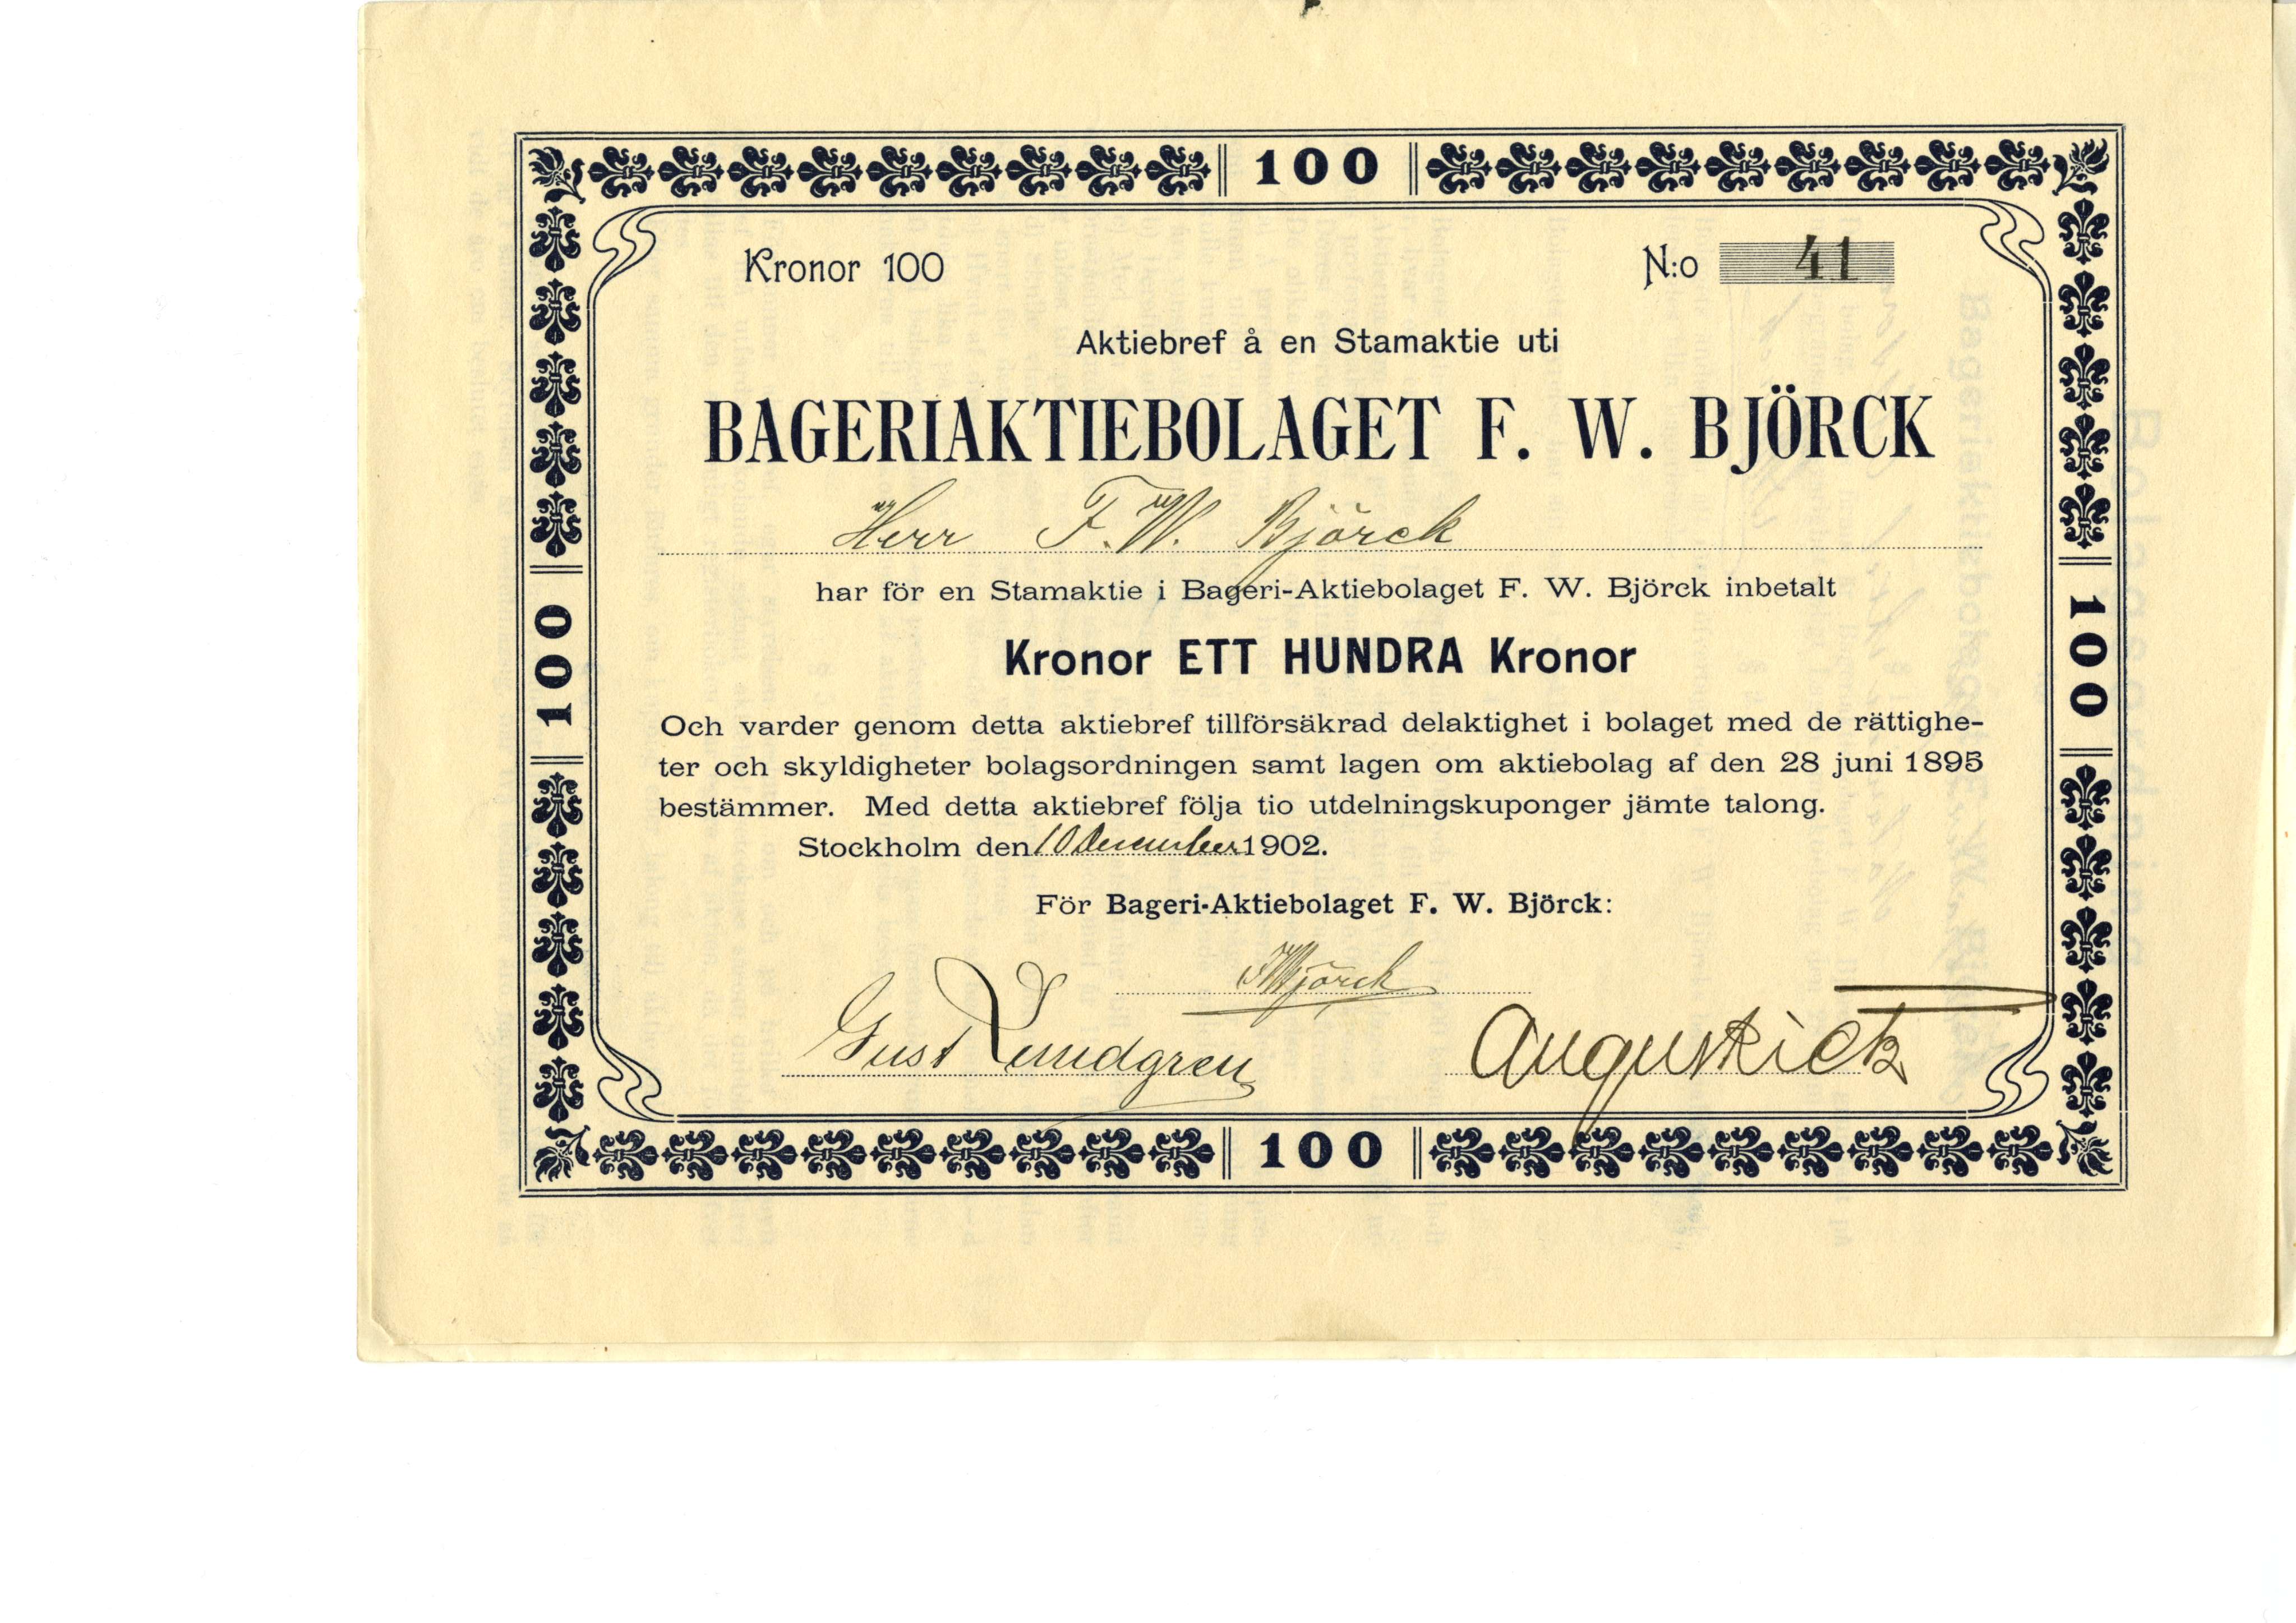 100
Kronor 100
N:o 41
Aktiebref å en Stamaktie uti
BAGERIAKTIEBOLAGET F. W. BJÖRCK
Herr F. W. Björck
har för en Stamaktie i Bageri-Aktiebolaget F. W. Björck inbetalt
Kronor ETT HUNDRA Kronor
100
100
Och varder genom detta aktiebref tillförsäkrad delaktighet i bolaget med de rättighe-
ter och skyldigheter bolagsordningen samt lagen om aktiebolag af den 28 juni 1895
bestämmer. Med detta aktiebref följa tio utdelningskuponger jämte talong.
Stockholm den 10 December 1902.
För Bageri-Aktiebolaget F. W. Björck:
FWBjörck
Gust Lundgren
100